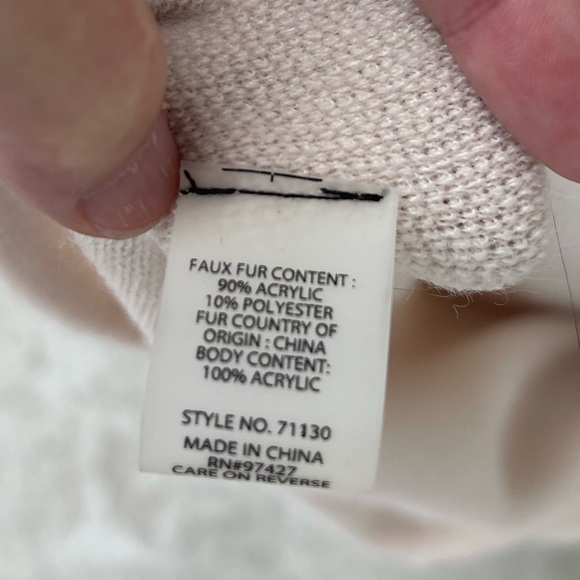 FAUX FUR CONTENT :
90% ACRYLIC
10% POLYESTER
FUR COUNTRY OF
ORIGIN : CHINA
BODY CONTENT:
100% ACRYLIC
STYLE NO. 71130
MADE IN CHINA
RN#97427
CARE ON REVERSE